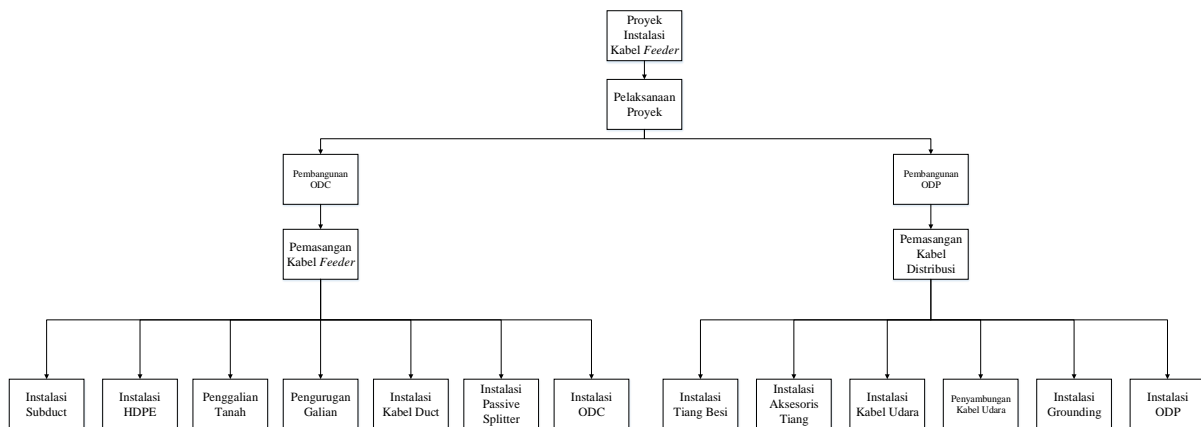 Proyek
Instalasi
Kabel Feeder
Pelaksanaan
Proyek
Pembangunan
ODC
Pembangunan
ODP
Pemasangan
Kabel Feeder
Pemasangan
Kabel
Distribusi
Instalasi
Subduct
Instalasi
HDPE
Penggalian
Tanah
Pengurugan
Galian
Instalasi
Kabel Duct
Instalasi
Passive
Splitter
Instalasi
ODC
Instalasi
Tiang Besi
Instalasi
Aksesoris
Tiang
Instalasi
Kabel Udara
Penyambungan
Kabel Udara
Instalasi
Grounding
Instalasi
ODP